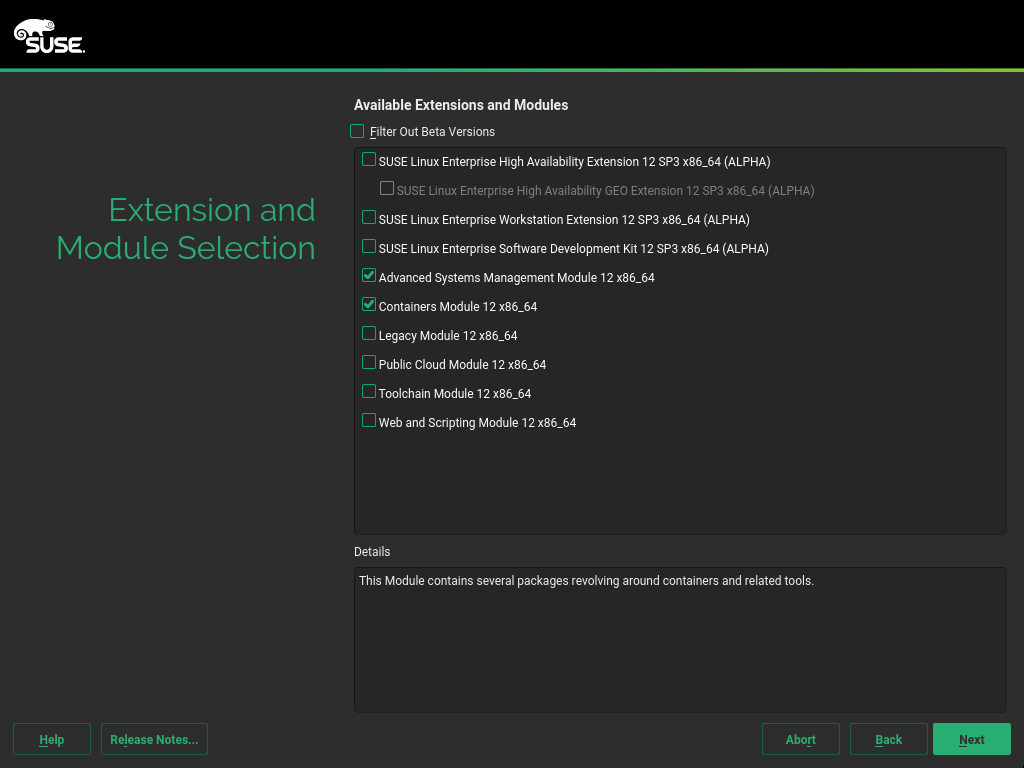 SUSE.
Available Extensions and Modules
Filter Out Beta Versions
SUSE Linux Enterprise High Availability Extension 12 SP3 x86_64 (ALPHA)
SUSE Linux Enterprise High Availability GEO Extension 12 SP3 x86_64 (ALPHA)
SUSE Linux Enterprise Workstation Extension 12 SP3 x86_64 (ALPHA)
SUSE Linux Enterprise Software Development Kit 12 SP3 x86_64 (ALPHA)
Advanced Systems Management Module 12 x86_64
Containers Module 12 x86_64
Legacy Module 12 x86_64
Public Cloud Module 12 x86_64
Toolchain Module 12 x86_64
Web and Scripting Module 12 x86_64
Extension and
Module Selection
Details
This Module contains several packages revolving around containers and related tools.
Help
Release Notes...
Abort
Back
Next